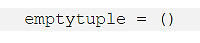 emptytuple = ()